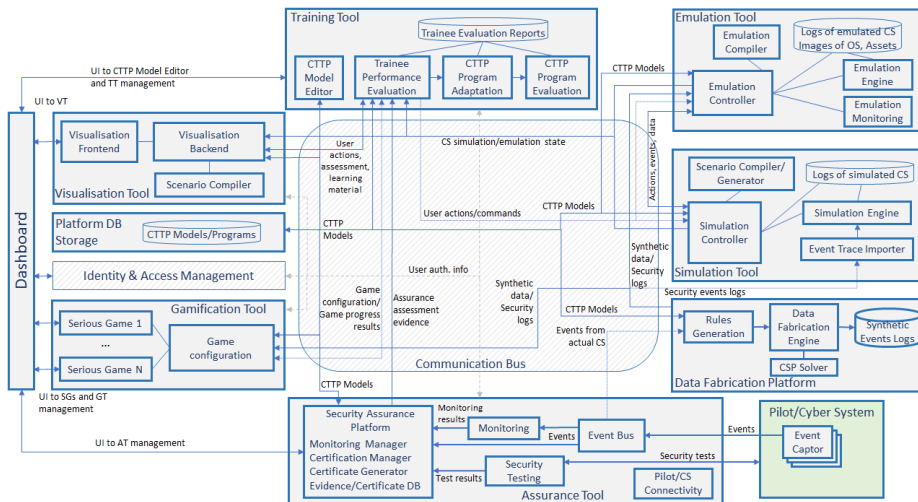 Training Tool
Trainee Evaluation Reports
CTTP
Model
Editor
Trainee
Performance
Evaluation
CTTP
Program
Adaptation
CTTP
Program
Evaluation
Emulation Tool
Emulation
Compiler
Logs of emulated CS
Images of OS, Assets
Emulation
Controller
Emulation
Engine
Emulation
Monitoring
UI to CTTP Model Editor
and TT management
UI to VT
Dashboard
Visualisation
Frontend
Visualisation
Backend
Scenario Compiler
Visualisation Tool
User
actions,
assessment,
learning
material
CS simulation/emulation state
CTTP Models
Actions, events, data
Scenario Compiler/
Generator
Logs of simulated CS
Simulation
Controller
Simulation Engine
Event Trace Importer
Simulation Tool
CTTP Models
User actions/commands
Platform DB
Storage
CTTP Models/Programs
CTTP
Models
Identity & Access Management
User auth. info
Synthetic
data/
Security
logs
Security events logs
Gamification Tool
Serious Game 1
...
Serious Game N
Game
configuration
Game
configuration/
Game progress
results
Assurance
assessment
evidence
Synthetic
data/
Security
logs
CTTP Models
Events from
actual CS
Communication Bus
Rules
Generation
Data
Fabrication
Engine
Synthetic
Events Logs
CSP Solver
Data Fabrication Platform
UI to SGs and GT
management
UI to AT management
CTTP Models
Security Assurance
Platform
Monitoring Manager
Certification Manager
Certificate Generator
Evidence/Certificate DB
Monitoring
results
Monitoring
Events
Event Bus
Security
Testing
Test results
Pilot/CS
Connectivity
Assurance Tool
Events
Security tests
Pilot/Cyber System
Event
Captor